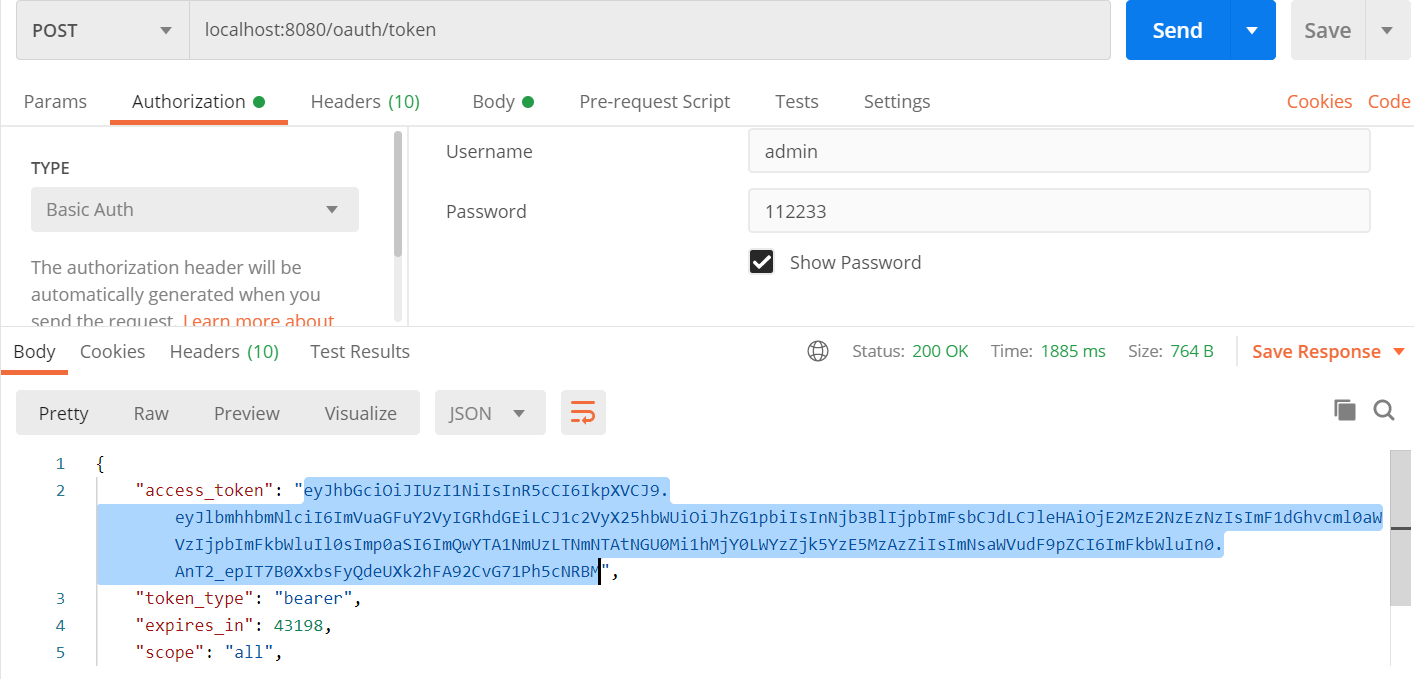 POST localhost:8080/oauth/token Send Save
Params Authorization Headers (10) Body Pre-request Script Tests Settings Cookies Code
TYPE
Basic Auth
The authorization header will be
automatically generated when you
send the request. Learn more about
Username admin
Password 112233
Show Password
Body Cookies Headers (10) Test Results Status: 200 OK Time: 1885 ms Size: 764 B Save Response
Pretty Raw Preview Visualize JSON
1 {
2 "access_token": "eyJhbGciOiJIUzI1NiIsInR5cCI6IkpXVCJ9.
eyJlbmhhbmNlciI6ImVuaGFuY2VyIGRhdGEiLCJ1c2VyX25hbWUiOiJhZG1pbiIsInNjb3BlIjpbImFsbCJdLCJleHAiOjE2MzE2NzEzNzIsImF1dGhvcml0aW
VzIjpbImFkbWluIl0sImp0aSI6ImQwYTA1NmUzLTNmNTAtNGU0Mi1hMjY0LWYzZjk5YzE5MzAzZiIsImNsaWVudF9pZCI6ImFkbWluIn0.
AnT2_epIT7B0XxbsFyQdeUXk2hFA92CvG71Ph5cNRBM",
3 "token_type": "bearer",
4 "expires_in": 43198,
5 "scope": "all",